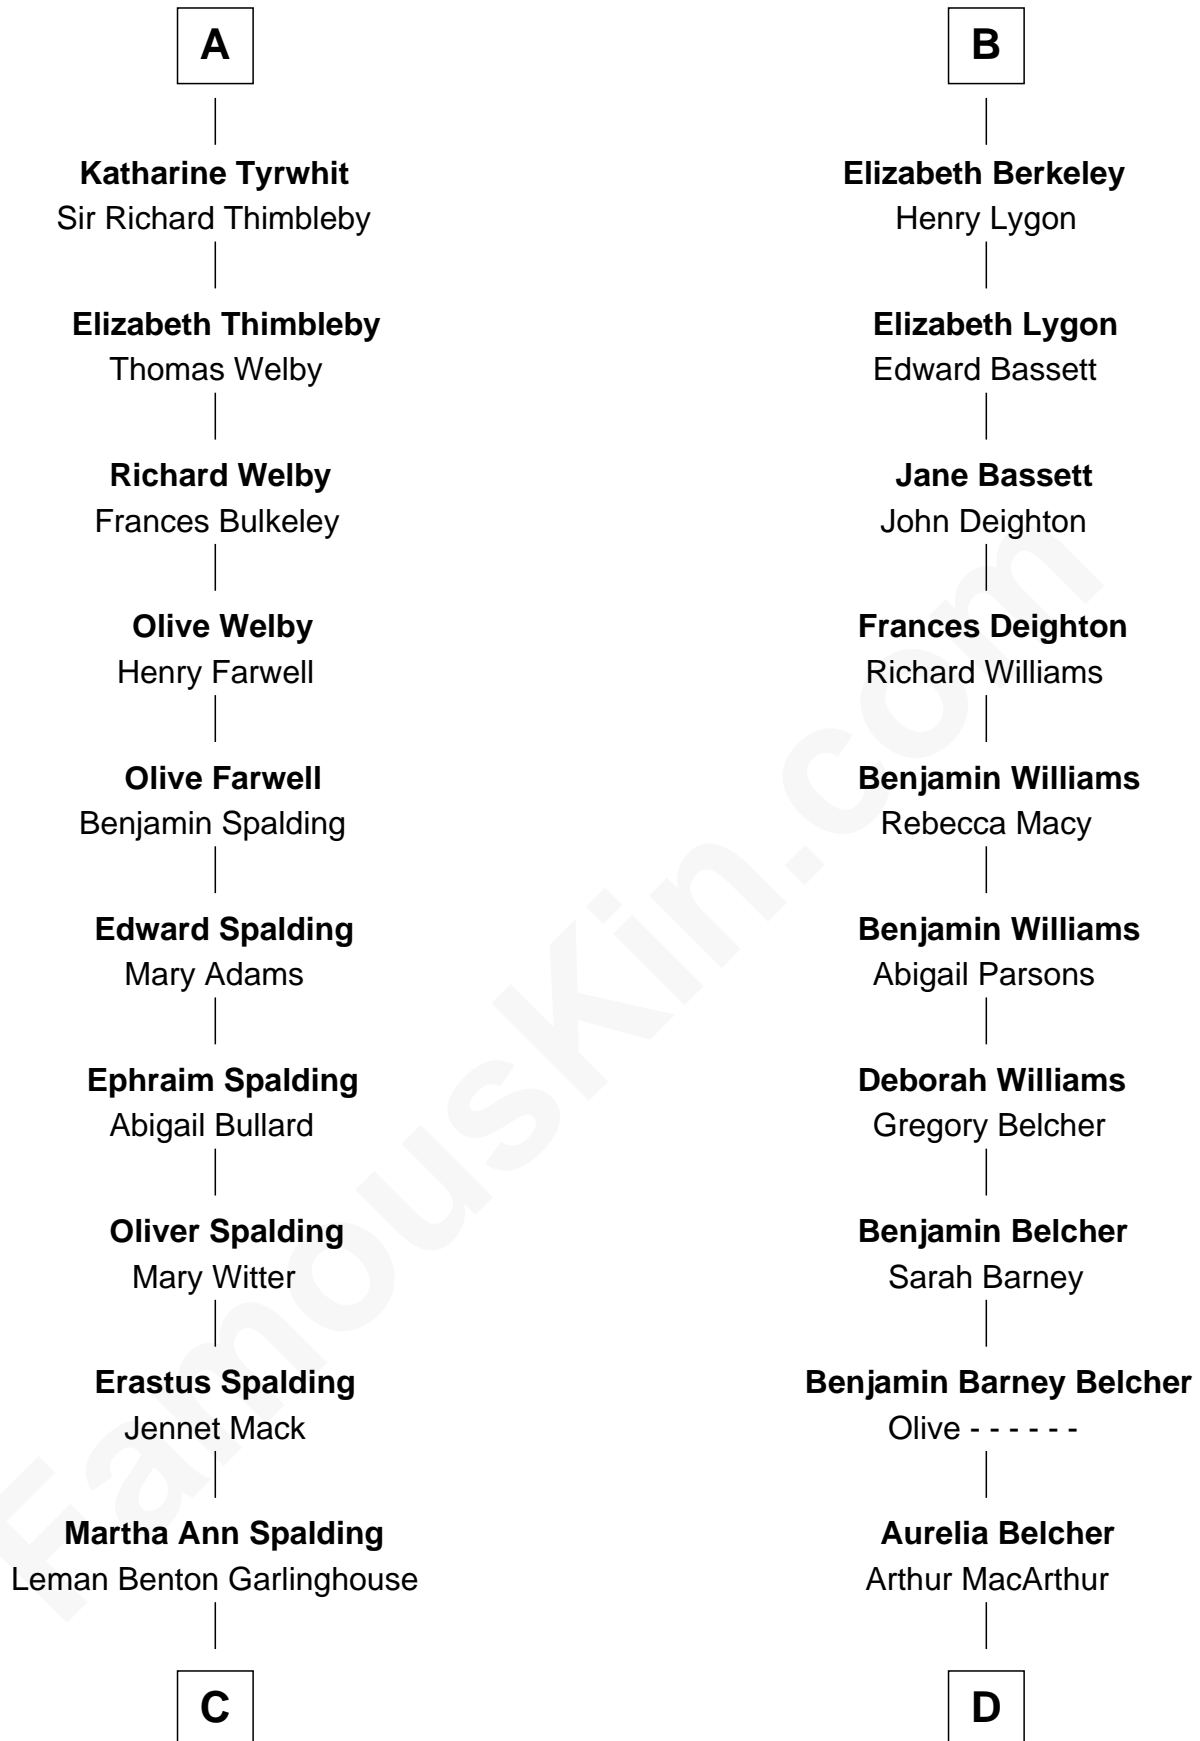 A
Katharine Tyrwhit
Sir Richard Thimbleby
Elizabeth Thimbleby
Thomas Welby
Richard Welby
Frances Bulkeley
Olive Welby
Henry Farwell
Olive Farwell
Benjamin Spalding
Edward Spalding
Mary Adams
Ephraim Spalding
Abigail Bullard
Oliver Spalding
Mary Witter
Erastus Spalding
Jennet Mack
Martha Ann Spalding
Leman Benton Garlinghouse
C
B
Elizabeth Berkeley
Henry Lygon
Elizabeth Lygon
Edward Bassett
Jane Bassett
John Deighton
Frances Deighton
Richard Williams
Benjamin Williams
Rebecca Macy
Benjamin Williams
Abigail Parsons
Deborah Williams
Gregory Belcher
Benjamin Belcher
Sarah Barney
Benjamin Barney Belcher
Olive - - - - - -
Aurelia Belcher
Arthur MacArthur
D
FamousKin.com